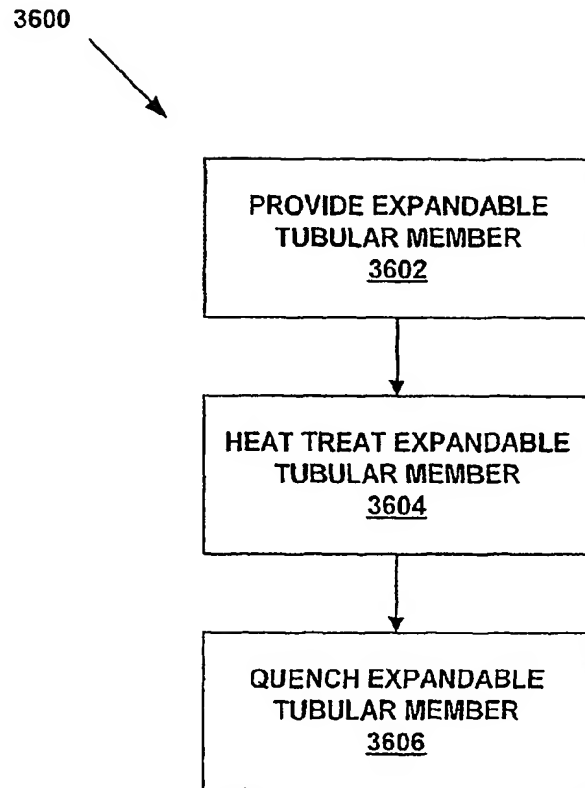 3600
PROVIDE EXPANDABLE
TUBULAR MEMBER
3602
HEAT TREAT EXPANDABLE
TUBULAR MEMBER
3604
QUENCH EXPANDABLE
TUBULAR MEMBER
3606